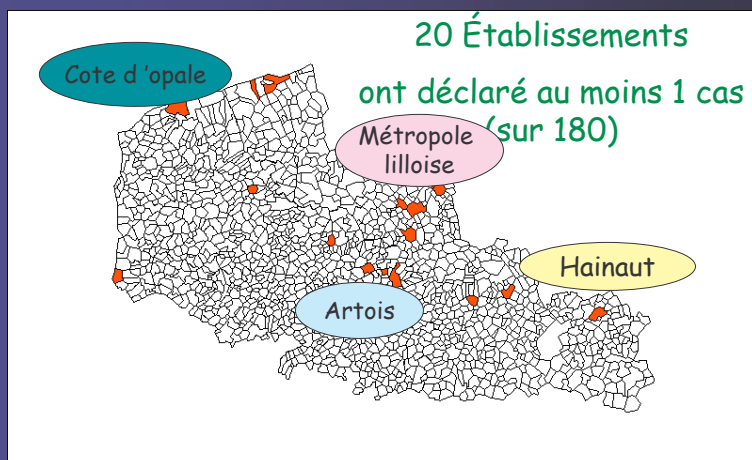 20 Établissements
ont déclaré au moins 1 cas
(sur 180)
Cote d 'opale
Métropole
lilloise
Hainaut
Artois